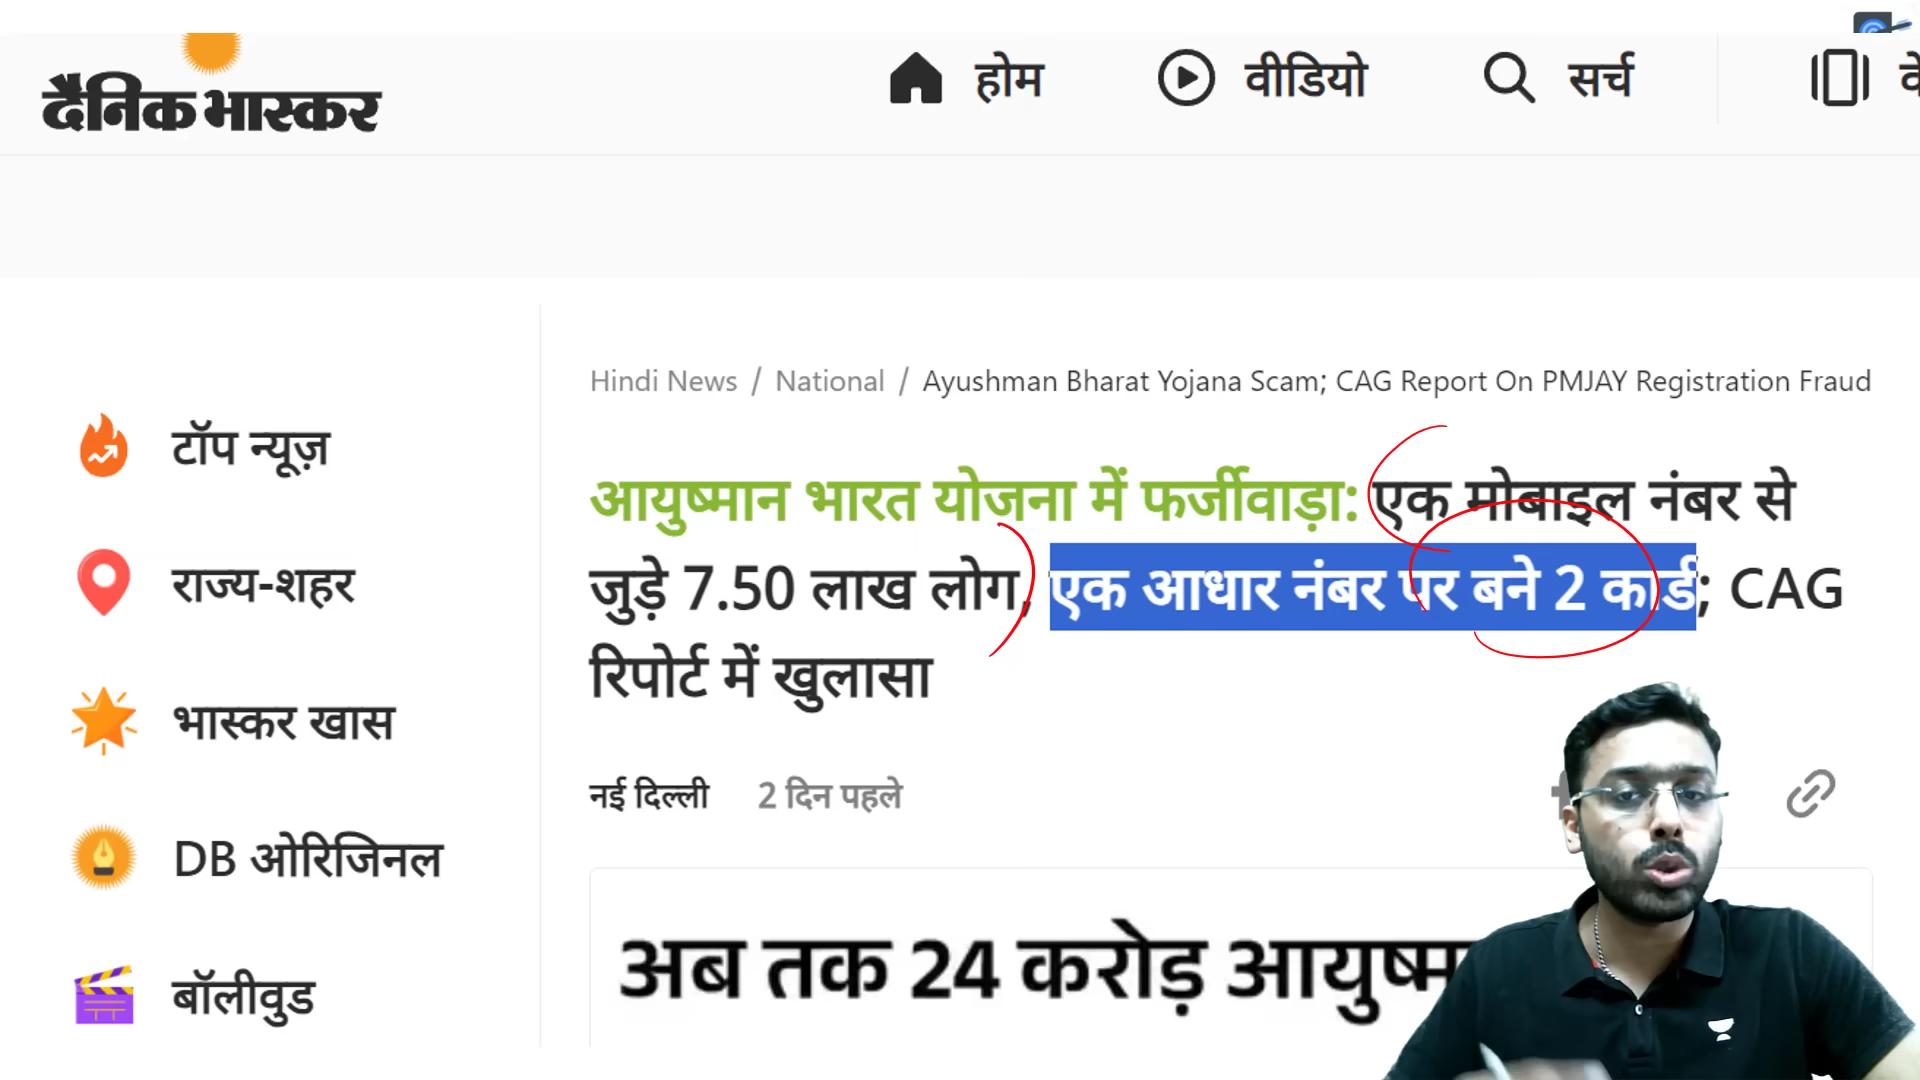 दैनिक भास्कर
होम
वीडियो
सर्च
Hindi News / National / Ayushman Bharat Yojana Scam; CAG Report On PMJAY Registration Fraud
टॉप न्यूज़
राज्य-शहर
भास्कर खास
DB ओरिजिनल
बॉलीवुड
आयुष्मान भारत योजना में फर्जीवाड़ा: एक मोबाइल नंबर से
जुड़े 7.50 लाख लोग, एक आधार नंबर पर बने 2 कार्ड; CAG
रिपोर्ट में खुलासा
नई दिल्ली 2 दिन पहले
अब तक 24 करोड़